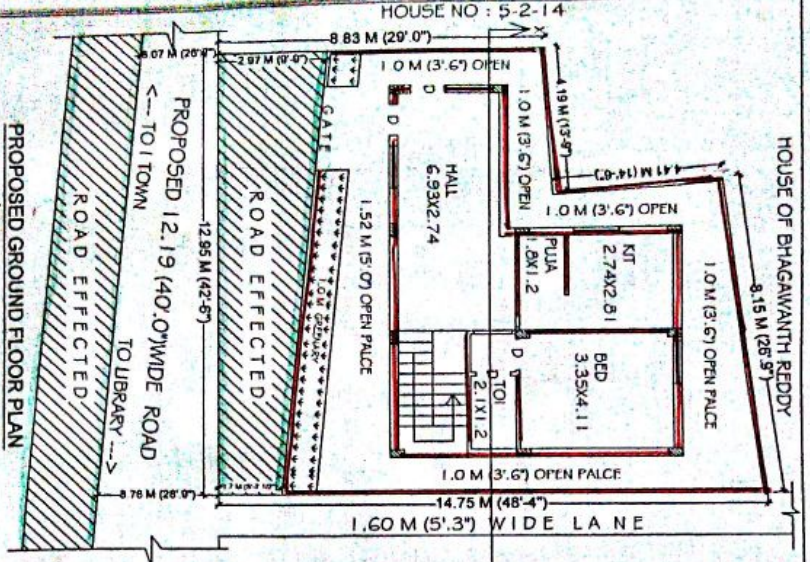 HOUSE NO : 5-2-14
8.83 M (29'.0")
X
2.97 M (9'-9")
1.0 M (3'.6") OPEN
4.19 M (13'-9")
4.41 M (14'-6")
HOUSE OF BHAGAWANTH REDDY
8.15 M (26'.9")
1.0 M (3'.6") OPEN
1.0 M (3'.6") OPEN
1.0 M (3'.6") OPEN PALCE
GATE
D
D
HALL
6.93X2.74
PUJA
1.8X1.2
KIT
2.74X2.81
BED
3.35X4.11
D
D
TOI
2.1X1.2
1.52 M (5'.0") OPEN PALCE
1.0 M GREENARY
1.0 M (3'.6") OPEN PALCE
14.75 M (48'-4")
1.60 M (5'.3") WIDE LANE
ROAD EFFECTED
12.95 M (42'-6")
PROPOSED 12.19 (40'.0")WIDE ROAD
<-- TO I TOWN
TO LIBRARY -->
8.76 M (28'.9")
ROAD EFFECTED
PROPOSED GROUND FLOOR PLAN